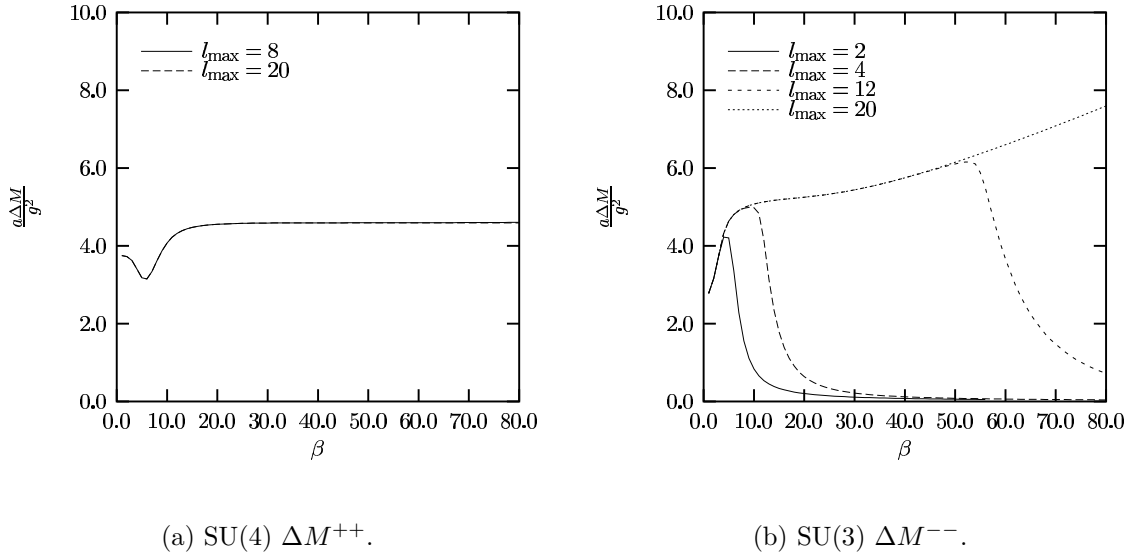 10.0
8.0
6.0
4.0
2.0
0.0
aΔM/g²
0.0 10.0 20.0 30.0 40.0 50.0 60.0 70.0 80.0
β
l_max = 8
l_max = 20
(a) SU(4) ΔM⁺⁺.
10.0
8.0
6.0
4.0
2.0
0.0
aΔM/g²
0.0 10.0 20.0 30.0 40.0 50.0 60.0 70.0 80.0
β
l_max = 2
l_max = 4
l_max = 12
l_max = 20
(b) SU(3) ΔM⁻⁻.